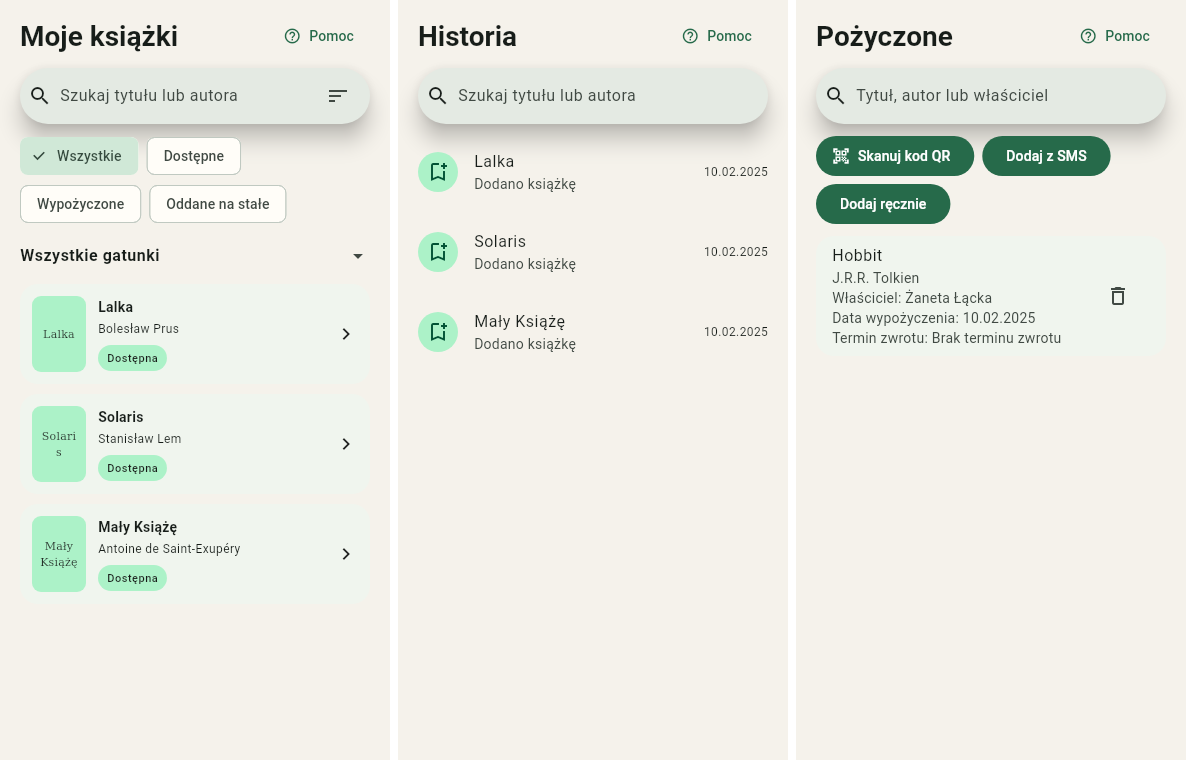 Moje książki
Pomoc
Szukaj tytułu lub autora
Wszystkie
Dostępne
Wypożyczone
Oddane na stałe
Wszystkie gatunki
Lalka
Lalka
Bolesław Prus
Dostępna
Solari
s
Solaris
Stanisław Lem
Dostępna
Mały
Książę
Mały Książę
Antoine de Saint-Exupéry
Dostępna
Historia
Pomoc
Szukaj tytułu lub autora
Lalka
Dodano książkę
10.02.2025
Solaris
Dodano książkę
10.02.2025
Mały Książę
Dodano książkę
10.02.2025
Pożyczone
Pomoc
Tytuł, autor lub właściciel
Skanuj kod QR
Dodaj z SMS
Dodaj ręcznie
Hobbit
J.R.R. Tolkien
Właściciel: Żaneta Łącka
Data wypożyczenia: 10.02.2025
Termin zwrotu: Brak terminu zwrotu